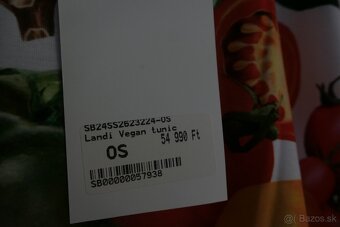 SB24SS2623224-OS
Landi Vegan tunic
OS 54 990 Ft
SB00000057938
Bazos.sk